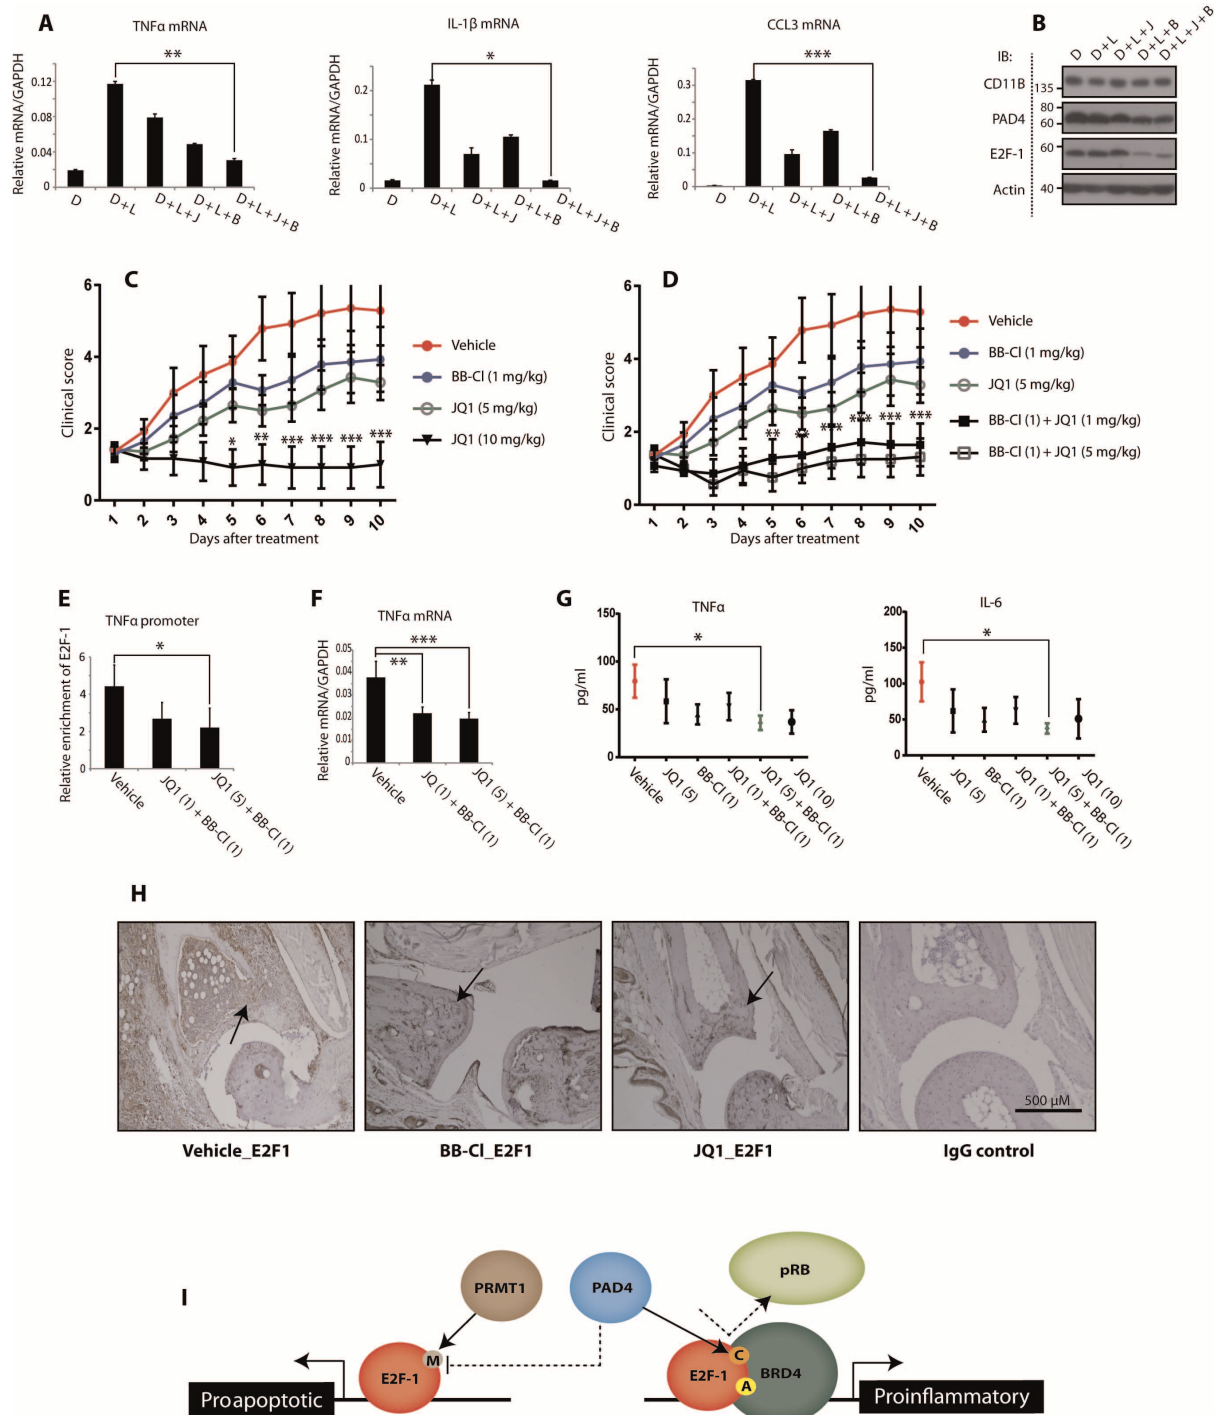 A
TNFα mRNA
**
Relative mRNA/GAPDH
0.12
0.08
0.04
0
D
D+L
D+L+J
D+L+B
D+L+J+B
IL-1β mRNA
*
Relative mRNA/GAPDH
0.2
0.1
0
D
D+L
D+L+J
D+L+B
D+L+J+B
CCL3 mRNA
***
Relative mRNA/GAPDH
0.3
0.2
0.1
0
D
D+L
D+L+J
D+L+B
D+L+J+B
B
IB:
D
D+L
D+L+J
D+L+B
D+L+J+B
CD11B
135
PAD4
80
60
E2F-1
60
Actin
40
C
Clinical score
6
4
2
0
* ** *** *** *** ***
1 2 3 4 5 6 7 8 9 10
Days after treatment
Vehicle
BB-Cl (1 mg/kg)
JQ1 (5 mg/kg)
JQ1 (10 mg/kg)
D
Clinical score
6
4
2
0
** ** *** *** *** ***
1 2 3 4 5 6 7 8 9 10
Days after treatment
Vehicle
BB-Cl (1 mg/kg)
JQ1 (5 mg/kg)
BB-Cl (1) + JQ1 (1 mg/kg)
BB-Cl (1) + JQ1 (5 mg/kg)
E
TNFα promoter
*
Relative enrichment of E2F-1
6
4
2
0
Vehicle
JQ1 (1) + BB-Cl (1)
JQ1 (5) + BB-Cl (1)
F
TNFα mRNA
***
**
Relative mRNA/GAPDH
0.05
0.04
0.03
0.02
0.01
0
Vehicle
JQ1 (1) + BB-Cl (1)
JQ1 (5) + BB-Cl (1)
G
TNFα
*
pg/ml
150
100
50
0
Vehicle
JQ1 (5)
BB-Cl (1)
JQ1 (1) + BB-Cl (1)
JQ1 (5) + BB-Cl (1)
JQ1 (10)
IL-6
*
pg/ml
200
150
100
50
0
Vehicle
JQ1 (5)
BB-Cl (1)
JQ1 (1) + BB-Cl (1)
JQ1 (5) + BB-Cl (1)
JQ1 (10)
H
500 µM
Vehicle_E2F1
BB-Cl_E2F1
JQ1_E2F1
IgG control
I
PRMT1
PAD4
pRB
M
E2F-1
C
E2F-1
BRD4
A
Proapoptotic
Proinflammatory